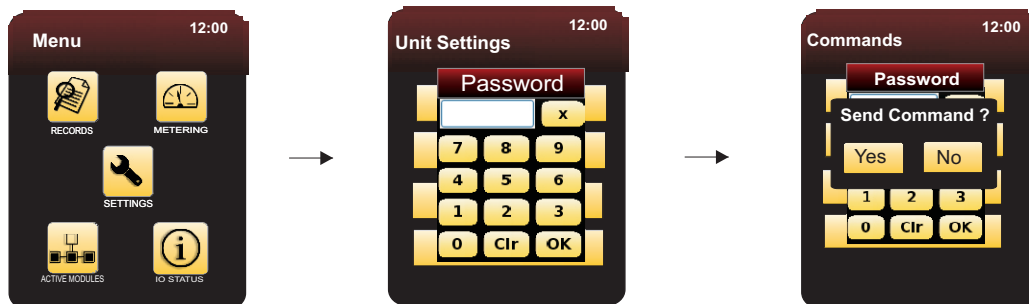 12:00
Menu
RECORDS
METERING
SETTINGS
ACTIVE MODULES
IO STATUS
12:00
Unit Settings
Password
x
7 8 9
4 5 6
1 2 3
0 Clr OK
12:00
Commands
Password
Send Command ?
Yes No
1 2 3
0 Clr OK